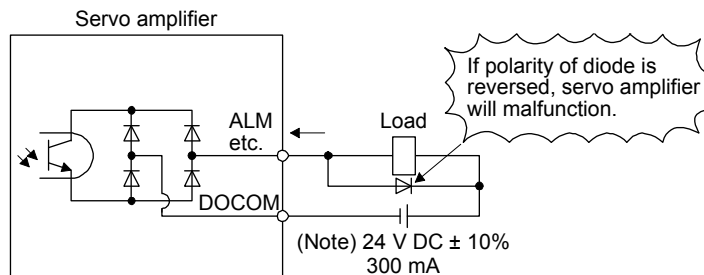 Servo amplifier
If polarity of diode is
reversed, servo amplifier
will malfunction.
ALM
etc.
Load
DOCOM
(Note) 24 V DC ± 10%
300 mA